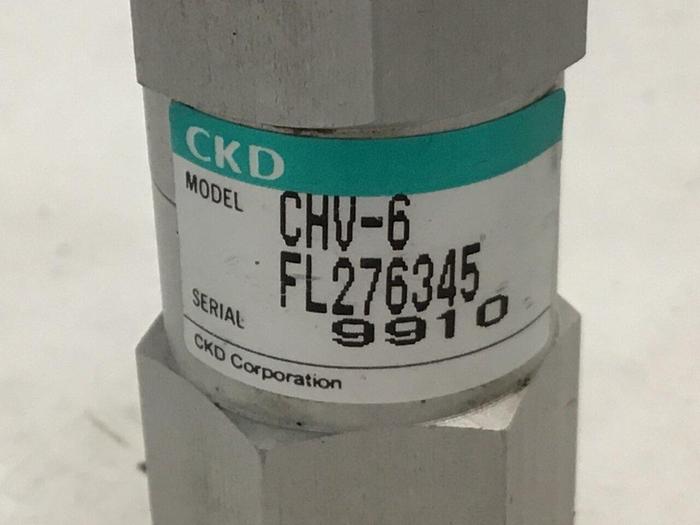 CKD
MODEL CHV-6
FL276345
SERIAL 9910
CKD Corporation